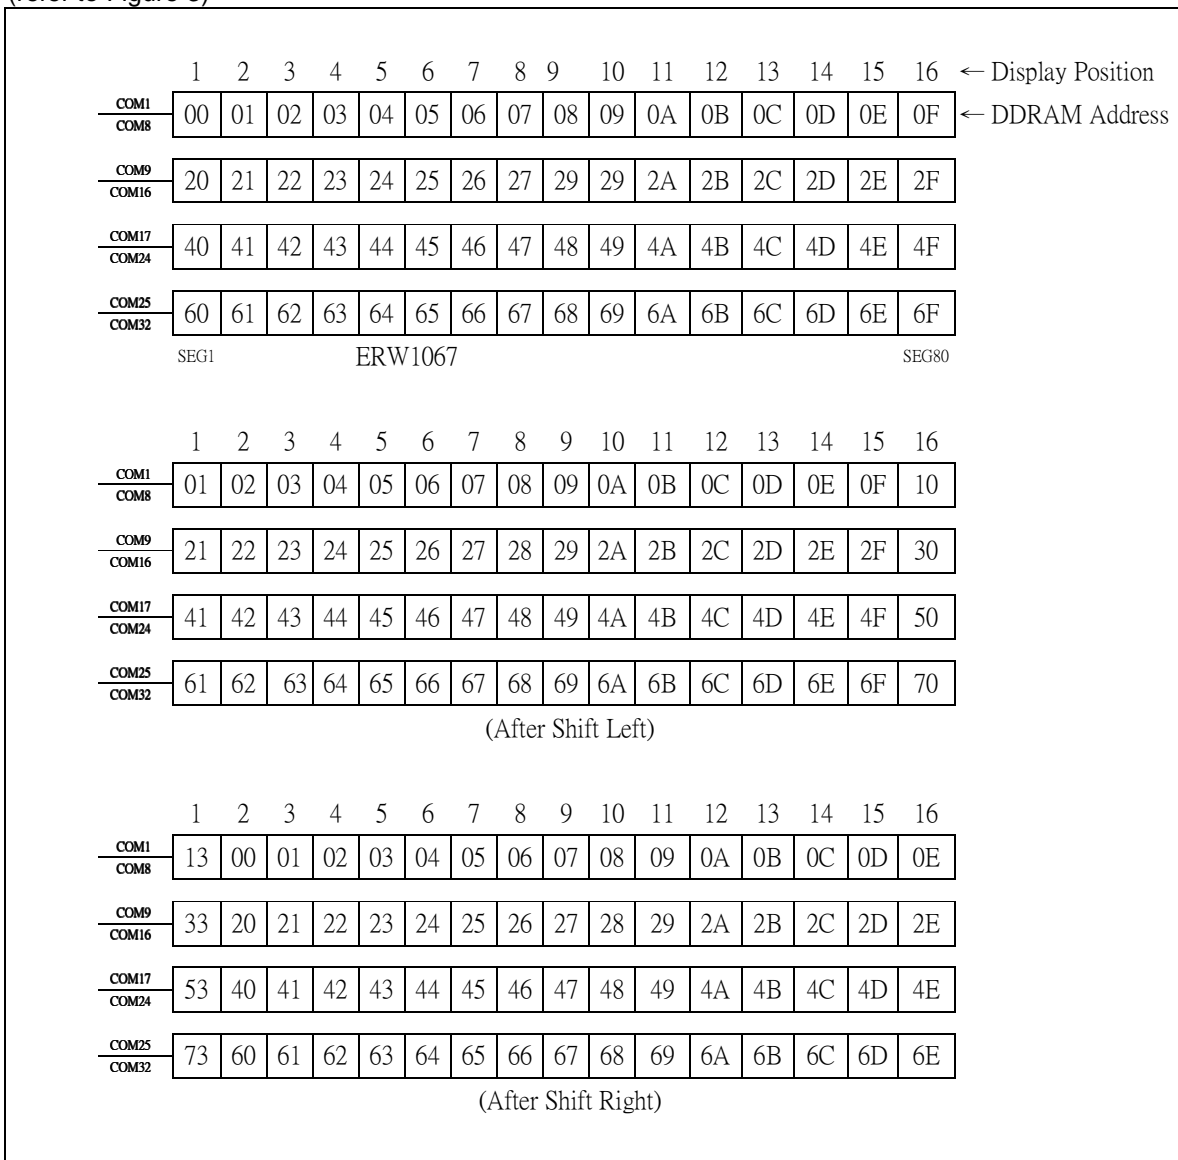 (refer to Figure 3)
1 2 3 4 5 6 7 8 9 10 11 12 13 14 15 16 ← Display Position
COM1
COM8
00 01 02 03 04 05 06 07 08 09 0A 0B 0C 0D 0E 0F ← DDRAM Address
COM9
COM16
20 21 22 23 24 25 26 27 29 29 2A 2B 2C 2D 2E 2F
COM17
COM24
40 41 42 43 44 45 46 47 48 49 4A 4B 4C 4D 4E 4F
COM25
COM32
60 61 62 63 64 65 66 67 68 69 6A 6B 6C 6D 6E 6F
SEG1 ERW1067 SEG80
1 2 3 4 5 6 7 8 9 10 11 12 13 14 15 16
COM1
COM8
01 02 03 04 05 06 07 08 09 0A 0B 0C 0D 0E 0F 10
COM9
COM16
21 22 23 24 25 26 27 28 29 2A 2B 2C 2D 2E 2F 30
COM17
COM24
41 42 43 44 45 46 47 48 49 4A 4B 4C 4D 4E 4F 50
COM25
COM32
61 62 63 64 65 66 67 68 69 6A 6B 6C 6D 6E 6F 70
(After Shift Left)
1 2 3 4 5 6 7 8 9 10 11 12 13 14 15 16
COM1
COM8
13 00 01 02 03 04 05 06 07 08 09 0A 0B 0C 0D 0E
COM9
COM16
33 20 21 22 23 24 25 26 27 28 29 2A 2B 2C 2D 2E
COM17
COM24
53 40 41 42 43 44 45 46 47 48 49 4A 4B 4C 4D 4E
COM25
COM32
73 60 61 62 63 64 65 66 67 68 69 6A 6B 6C 6D 6E
(After Shift Right)